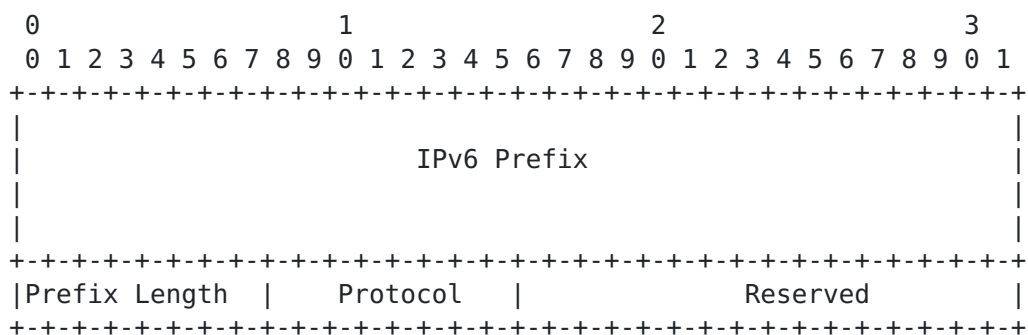 0                   1                   2                   3
0 1 2 3 4 5 6 7 8 9 0 1 2 3 4 5 6 7 8 9 0 1 2 3 4 5 6 7 8 9 0 1
+-+-+-+-+-+-+-+-+-+-+-+-+-+-+-+-+-+-+-+-+-+-+-+-+-+-+-+-+-+-+-+-+
|                                                               |
|                         IPv6 Prefix                           |
|                                                               |
|                                                               |
+-+-+-+-+-+-+-+-+-+-+-+-+-+-+-+-+-+-+-+-+-+-+-+-+-+-+-+-+-+-+-+-+
|Prefix Length  |    Protocol   |              Reserved         |
+-+-+-+-+-+-+-+-+-+-+-+-+-+-+-+-+-+-+-+-+-+-+-+-+-+-+-+-+-+-+-+-+